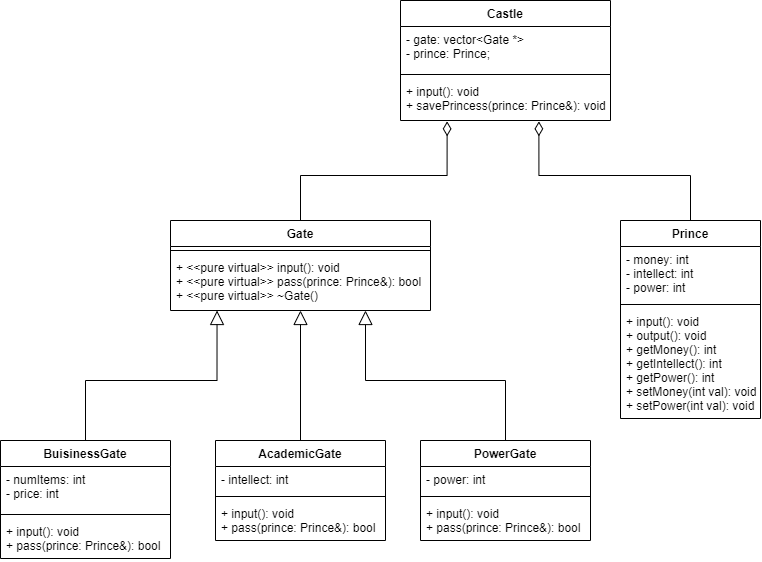 Castle
- gate: vector<Gate *>
- prince: Prince;
+ input(): void
+ savePrincess(prince: Prince&): void
Gate
+ <<pure virtual>> input(): void
+ <<pure virtual>> pass(prince: Prince&): bool
+ <<pure virtual>> ~Gate()
Prince
- money: int
- intellect: int
- power: int
+ input(): void
+ output(): void
+ getMoney(): int
+ getIntellect(): int
+ getPower(): int
+ setMoney(int val): void
+ setPower(int val): void
BuisinessGate
- numItems: int
- price: int
+ input(): void
+ pass(prince: Prince&): bool
AcademicGate
- intellect: int
+ input(): void
+ pass(prince: Prince&): bool
PowerGate
- power: int
+ input(): void
+ pass(prince: Prince&): bool